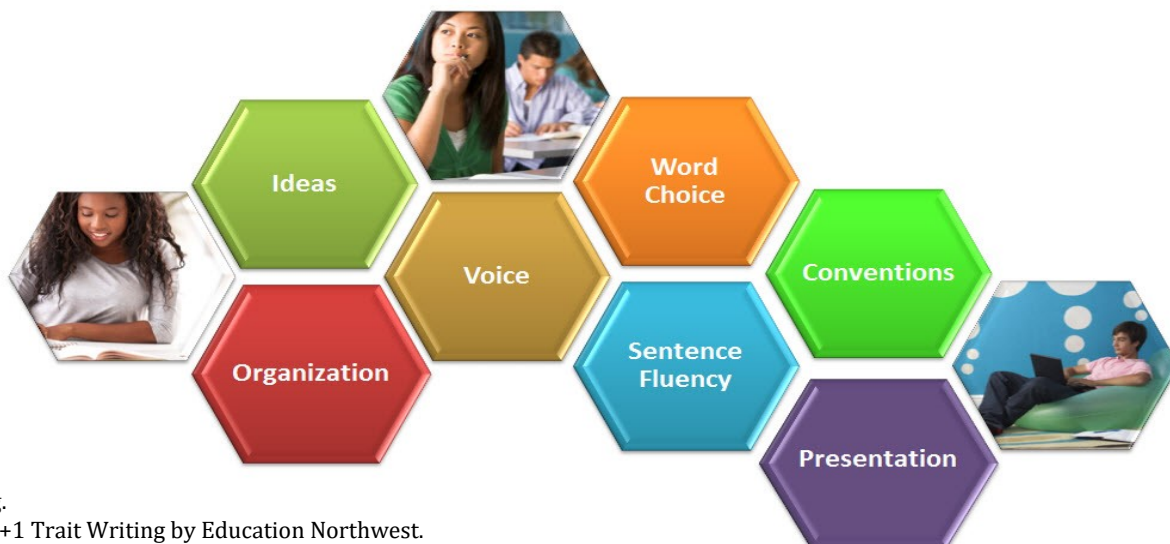 Ideas
Word
Choice
Voice
Conventions
Organization
Sentence
Fluency
Presentation
+1 Trait Writing by Education Northwest.